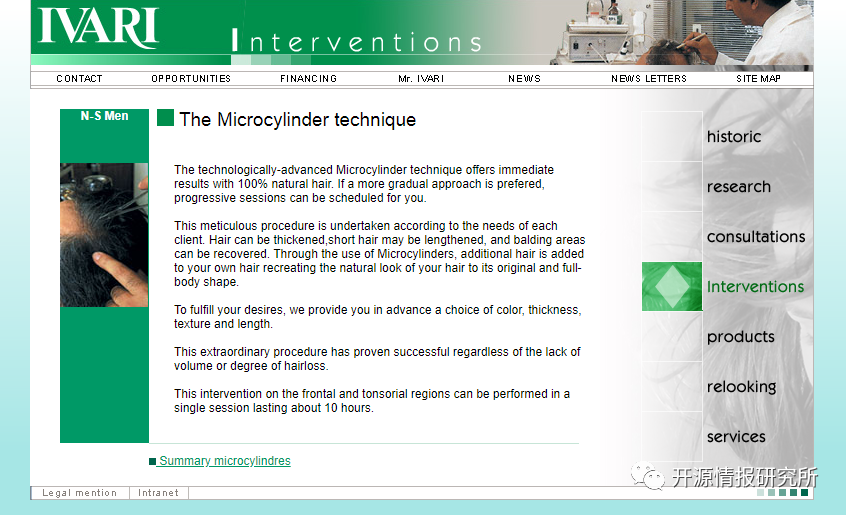 IVARI
Interventions
CONTACT OPPORTUNITIES FINANCING Mr. IVARI NEWS NEWS LETTERS SITE MAP
N-S Men
The Microcylinder technique
The technologically-advanced Microcylinder technique offers immediate
results with 100% natural hair. If a more gradual approach is prefered,
progressive sessions can be scheduled for you.
This meticulous procedure is undertaken according to the needs of each
client. Hair can be thickened,short hair may be lengthened, and balding areas
can be recovered. Through the use of Microcylinders, additional hair is added
to your own hair recreating the natural look of your hair to its original and full-
body shape.
To fulfill your desires, we provide you in advance a choice of color, thickness,
texture and length.
This extraordinary procedure has proven successful regardless of the lack of
volume or degree of hairloss.
This intervention on the frontal and tonsorial regions can be performed in a
single session lasting about 10 hours.
Summary microcylindres
historic
research
consultations
Interventions
products
relooking
services
开源情报研究所
Legal mention Intranet